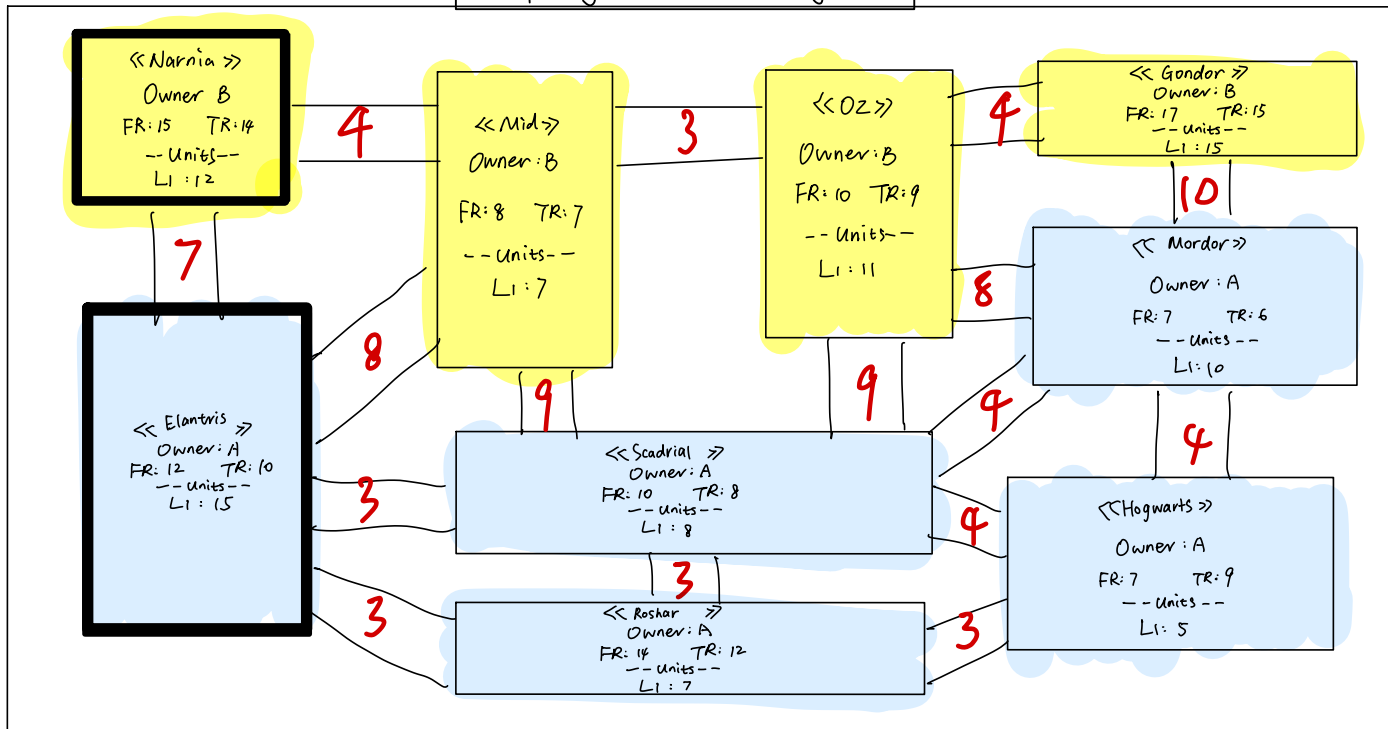 << Narnia >>
Owner B
FR: 15 TR: 14
-- Units --
L1 : 12
4
<< Mid >>
Owner : B
FR: 8 TR: 7
-- Units --
L1 : 7
3
<< OZ >>
Owner: B
FR: 10 TR: 9
-- Units --
L1 : 11
4
<< Gondor >>
Owner: B
FR: 17 TR: 15
-- Units --
L1: 15
10
7
8
8
<< Mordor >>
Owner: A
FR: 7 TR: 6
-- Units --
L1: 10
9
9
4
4
<< Elantris >>
Owner: A
FR: 12 TR: 10
-- Units --
L1 : 15
3
<< Scadrial >>
Owner: A
FR: 10 TR: 8
-- Units --
L1 : 8
4
<< Hogwarts >>
Owner : A
FR: 7 TR: 9
-- Units --
L1: 5
3
3
<< Roshar >>
Owner: A
FR: 14 TR: 12
-- Units --
L1 : 7
3